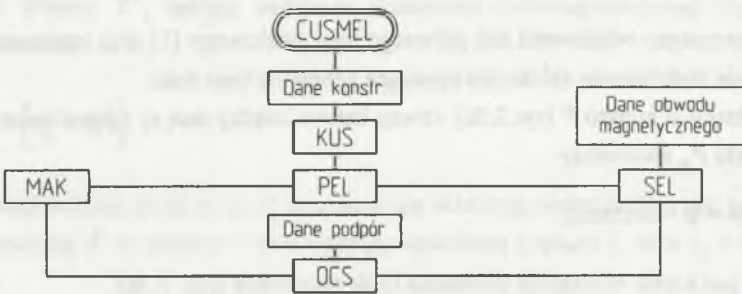 CUSMEL
Dane konstr
KUS
Dane obwodu
magnetycznego
MAK
PEL
SEL
Dane podpór
OCS